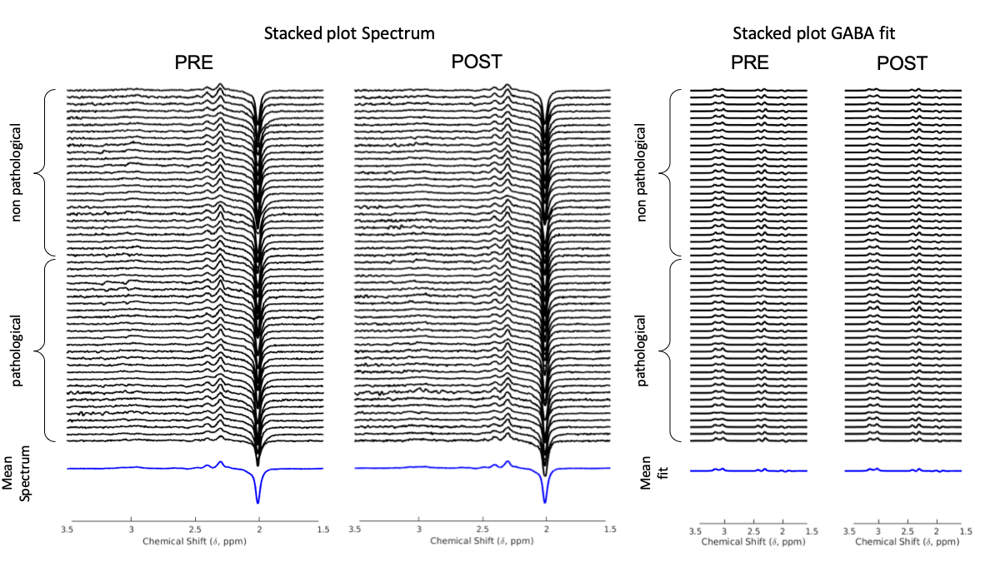 Stacked plot Spectrum
Stacked plot GABA fit
PRE
POST
PRE
POST
non pathological
pathological
non pathological
pathological
Mean
Spectrum
Mean
fit
3.5 3 2.5 2 1.5
Chemical Shift (δ, ppm)
3.5 3 2.5 2 1.5
Chemical Shift (δ, ppm)
3.5 3 2.5 2 1.5
Chemical Shift (δ, ppm)
3.5 3 2.5 2 1.5
Chemical Shift (δ, ppm)